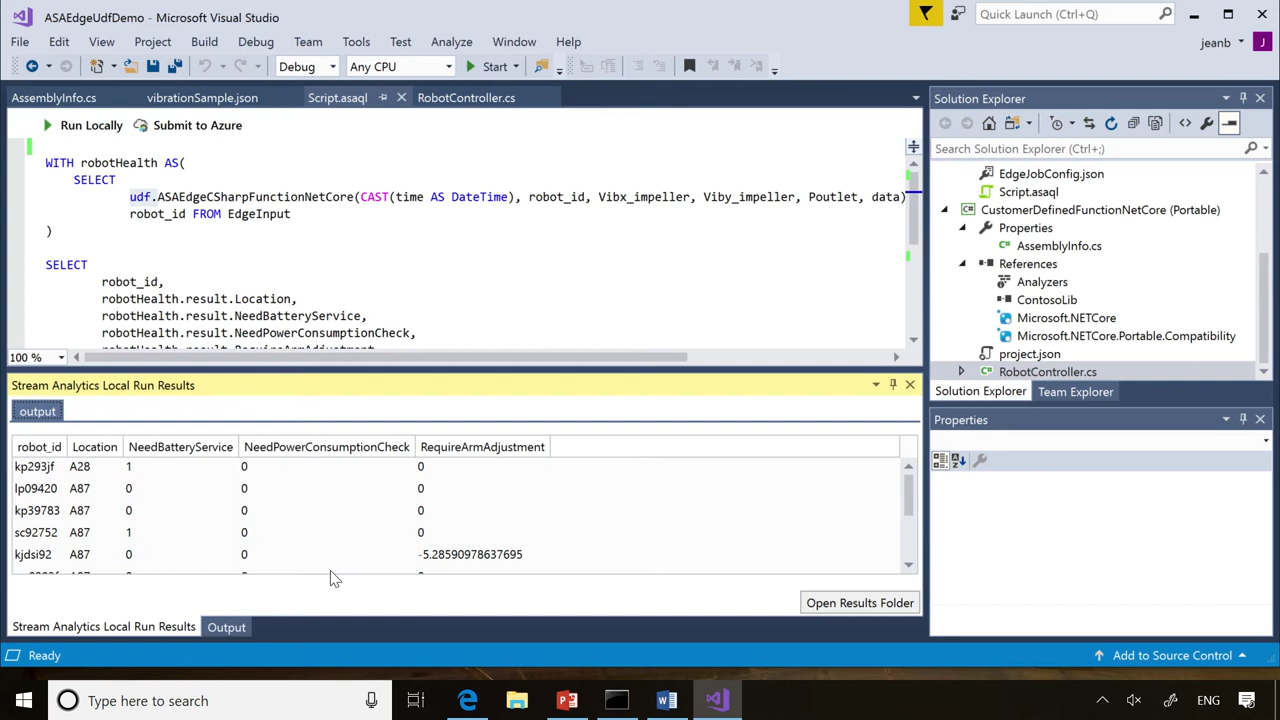 ASAEdgeUdfDemo - Microsoft Visual Studio
Quick Launch (Ctrl+Q)
File Edit View Project Build Debug Team Tools Test Analyze Window Help
jeanb J
Debug Any CPU Start
AssemblyInfo.cs vibrationSample.json Script.asaql RobotController.cs
Run Locally Submit to Azure
WITH robotHealth AS(
SELECT
udf.ASAEdgeCSharpFunctionNetCore(CAST(time AS DateTime), robot_id, Vibx_impeller, Viby_impeller, Poutlet, data)
robot_id FROM EdgeInput
)
SELECT
robot_id,
robotHealth.result.Location,
robotHealth.result.NeedBatteryService,
robotHealth.result.NeedPowerConsumptionCheck,
robotHealth.result.RequireArmAdjustment
100 %
Stream Analytics Local Run Results
output
robot_id Location NeedBatteryService NeedPowerConsumptionCheck RequireArmAdjustment
kp293jf A28 1 0 0
lp09420 A87 0 0 0
kp39783 A87 0 0 0
sc92752 A87 1 0 0
kjdsi92 A87 0 0 -5.28590978637695
Open Results Folder
Stream Analytics Local Run Results Output
Solution Explorer
Search Solution Explorer (Ctrl+;)
EdgeJobConfig.json
Script.asaql
CustomerDefinedFunctionNetCore (Portable)
Properties
AssemblyInfo.cs
References
Analyzers
ContosoLib
Microsoft.NETCore
Microsoft.NETCore.Portable.Compatibility
project.json
RobotController.cs
Solution Explorer Team Explorer
Properties
Ready
Add to Source Control
Type here to search
ENG